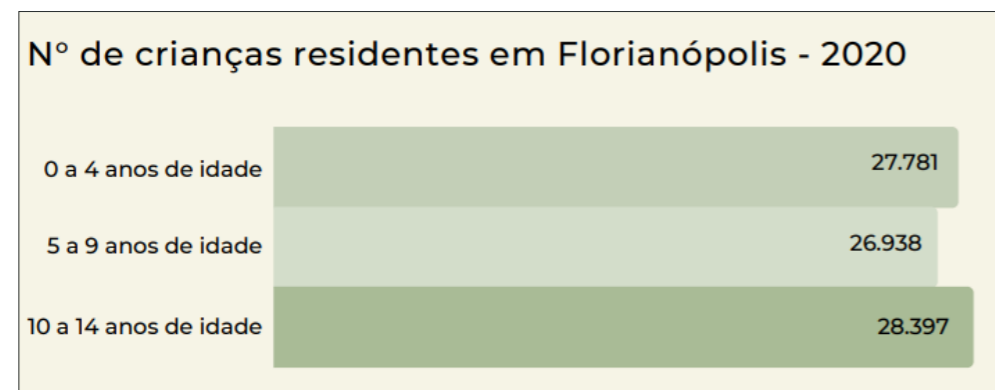 N° de crianças residentes em Florianópolis - 2020
0 a 4 anos de idade 27.781
5 a 9 anos de idade 26.938
10 a 14 anos de idade 28.397